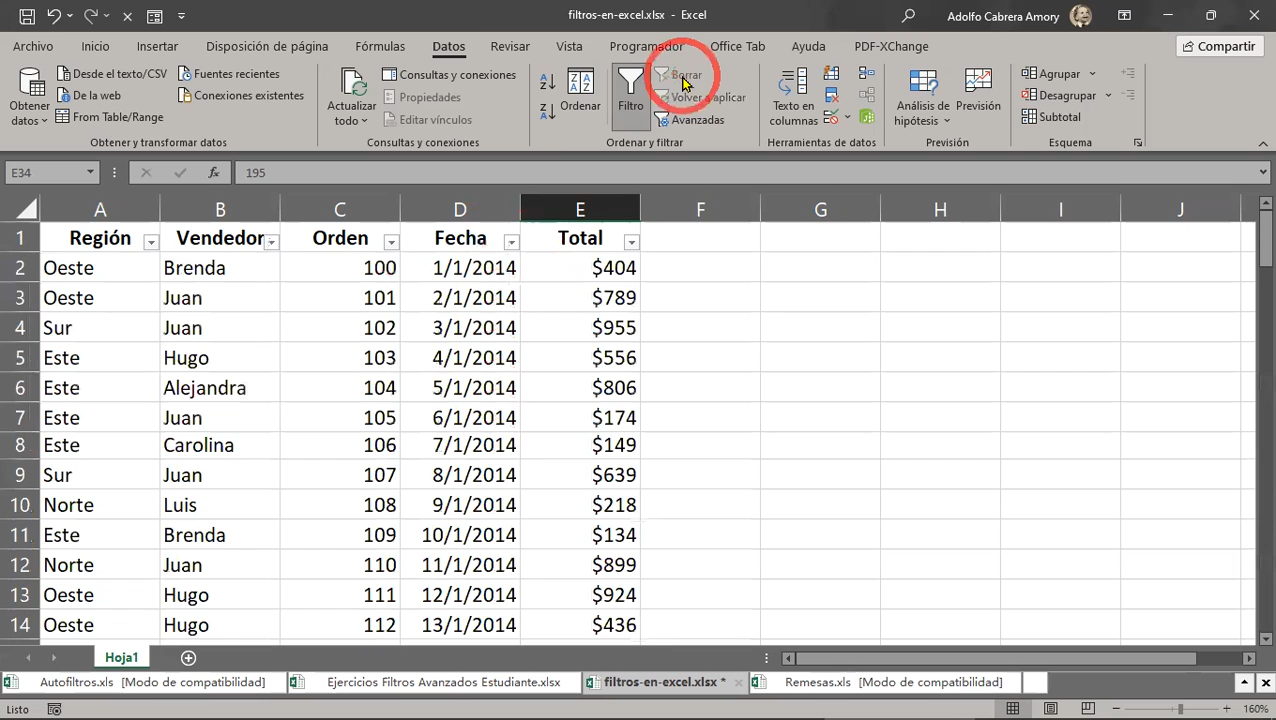 filtros-en-excel.xlsx - Excel
Adolfo Cabrera Amory
Archivo Inicio Insertar Disposición de página Fórmulas Datos Revisar Vista Programador Office Tab Ayuda PDF-XChange Compartir
Obtener datos
Desde el texto/CSV
De la web
From Table/Range
Fuentes recientes
Conexiones existentes
Obtener y transformar datos
Actualizar todo
Consultas y conexiones
Propiedades
Editar vínculos
Consultas y conexiones
Ordenar
Filtro
Borrar
Volver a aplicar
Avanzadas
Ordenar y filtrar
Texto en columnas
Herramientas de datos
Análisis de hipótesis
Previsión
Previsión
Agrupar
Desagrupar
Subtotal
Esquema
E34 fx 195
A B C D E F G H I J
1 Región Vendedor Orden Fecha Total
2 Oeste Brenda 100 1/1/2014 $404
3 Oeste Juan 101 2/1/2014 $789
4 Sur Juan 102 3/1/2014 $955
5 Este Hugo 103 4/1/2014 $556
6 Este Alejandra 104 5/1/2014 $806
7 Este Juan 105 6/1/2014 $174
8 Este Carolina 106 7/1/2014 $149
9 Sur Juan 107 8/1/2014 $639
10 Norte Luis 108 9/1/2014 $218
11 Este Brenda 109 10/1/2014 $134
12 Norte Juan 110 11/1/2014 $899
13 Oeste Hugo 111 12/1/2014 $924
14 Oeste Hugo 112 13/1/2014 $436
Hoja1
Autofiltros.xls [Modo de compatibilidad] Ejercicios Filtros Avanzados Estudiante.xlsx filtros-en-excel.xlsx * Remesas.xls [Modo de compatibilidad]
Listo 160%